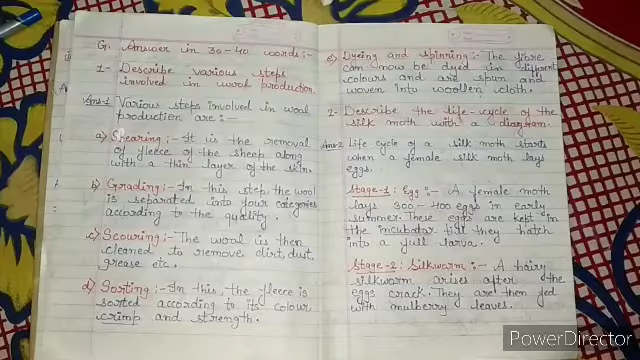 G. Answer in 30-40 words:-
1- Describe various steps
involved in wool production.
Ans-1 Various steps involved in wool
production are :-
a) Shearing :- It is the removal
of fleece of the sheep along
with a thin layer of the skin.
b) Grading :- In this step, the wool
is separated into four categories
according to the quality.
c) Scouring :- The wool is then
cleaned to remove dirt, dust,
grease etc.
d) Sorting :- In this, the fleece is
sorted according to its colour,
crimp and strength.
e) Dyeing and spinning :- The fibre
can now be dyed in different
colours and are spun and
woven into woollen cloth.
2- Describe the life-cycle of the
silk moth with a diagram.
Ans-2 Life cycle of a silk moth starts
when a female silk moth lays
eggs.
Stage-1 : Egg :- A female moth
lays 300-400 eggs in early
summer. These eggs are kept in
the incubator till they hatch
into a full larva.
Stage-2 : Silkworm :- A hairy
silkworm arises after the
eggs crack. They are then fed
with mulberry leaves.
PowerDirector